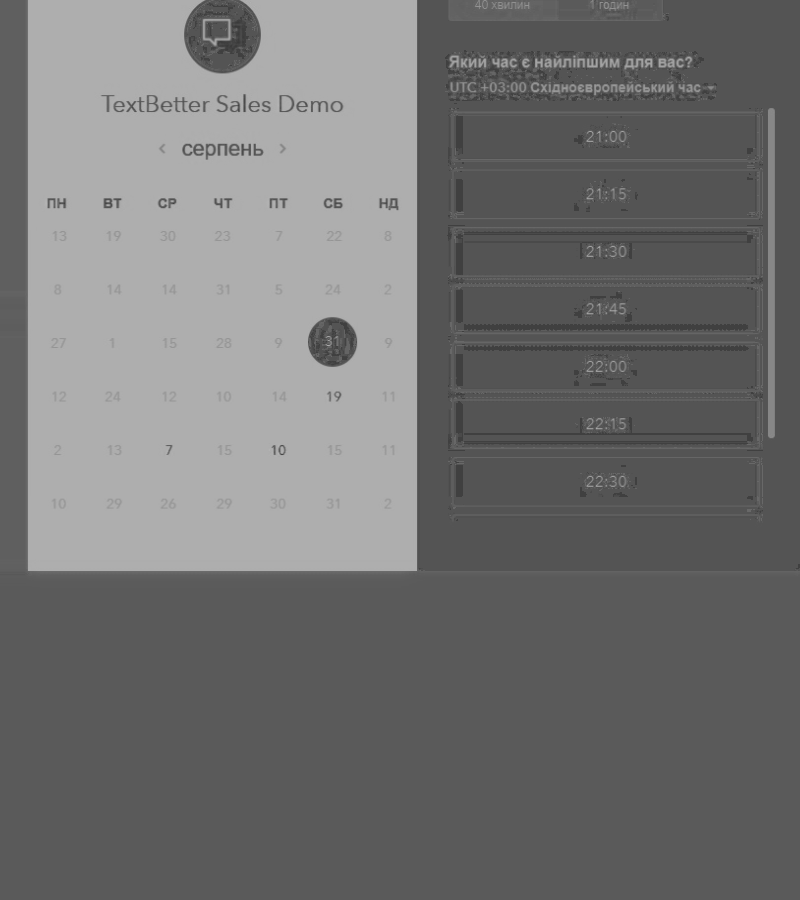 TextBetter Sales Demo
серпень
ПН ВТ СР ЧТ ПТ СБ НД
13 19 30 23 7 22 8
8 14 14 31 5 24 2
27 1 15 28 9 31 9
12 24 12 10 14 19 11
2 13 7 15 10 15 11
10 29 26 29 30 31 2
40 хвилин 1 годин
Який час є найліпшим для вас?
UTC +03:00 Східноєвропейський час
21:00
21:15
21:30
21:45
22:00
22:15
22:30